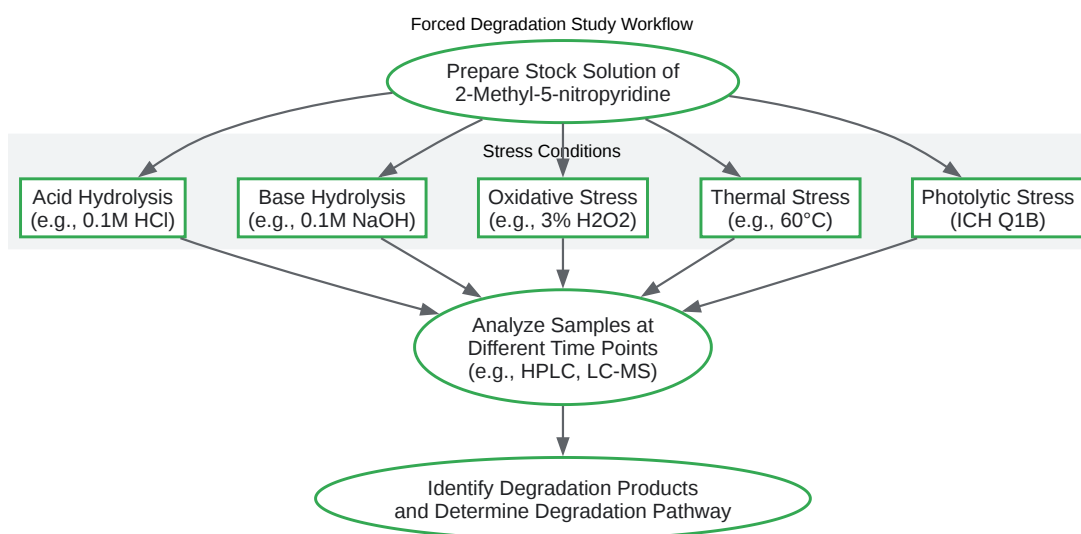 Forced Degradation Study Workflow
Prepare Stock Solution of
2-Methyl-5-nitropyridine
Stress Conditions
Acid Hydrolysis
(e.g., 0.1M HCl)
Base Hydrolysis
(e.g., 0.1M NaOH)
Oxidative Stress
(e.g., 3% H2O2)
Thermal Stress
(e.g., 60°C)
Photolytic Stress
(ICH Q1B)
Analyze Samples at
Different Time Points
(e.g., HPLC, LC-MS)
Identify Degradation Products
and Determine Degradation Pathway